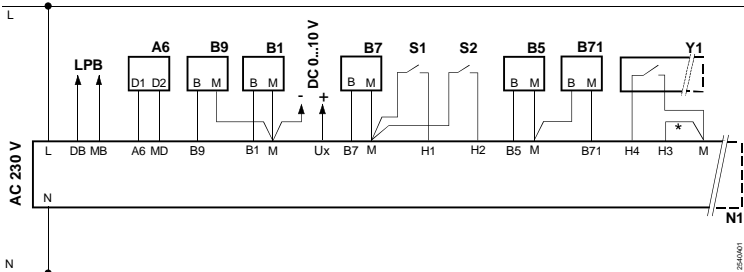 L
LPB
A6
B9
B1
DC 0...10 V
B7
S1
S2
B5
B71
Y1
- +
D1 D2
B M
B M
B M
B M
B M
*
AC 230 V
L DB MB A6 MD B9 B1 M Ux B7 M H1 H2 B5 M B71 H4 H3 M
N
N1
N
2540A01